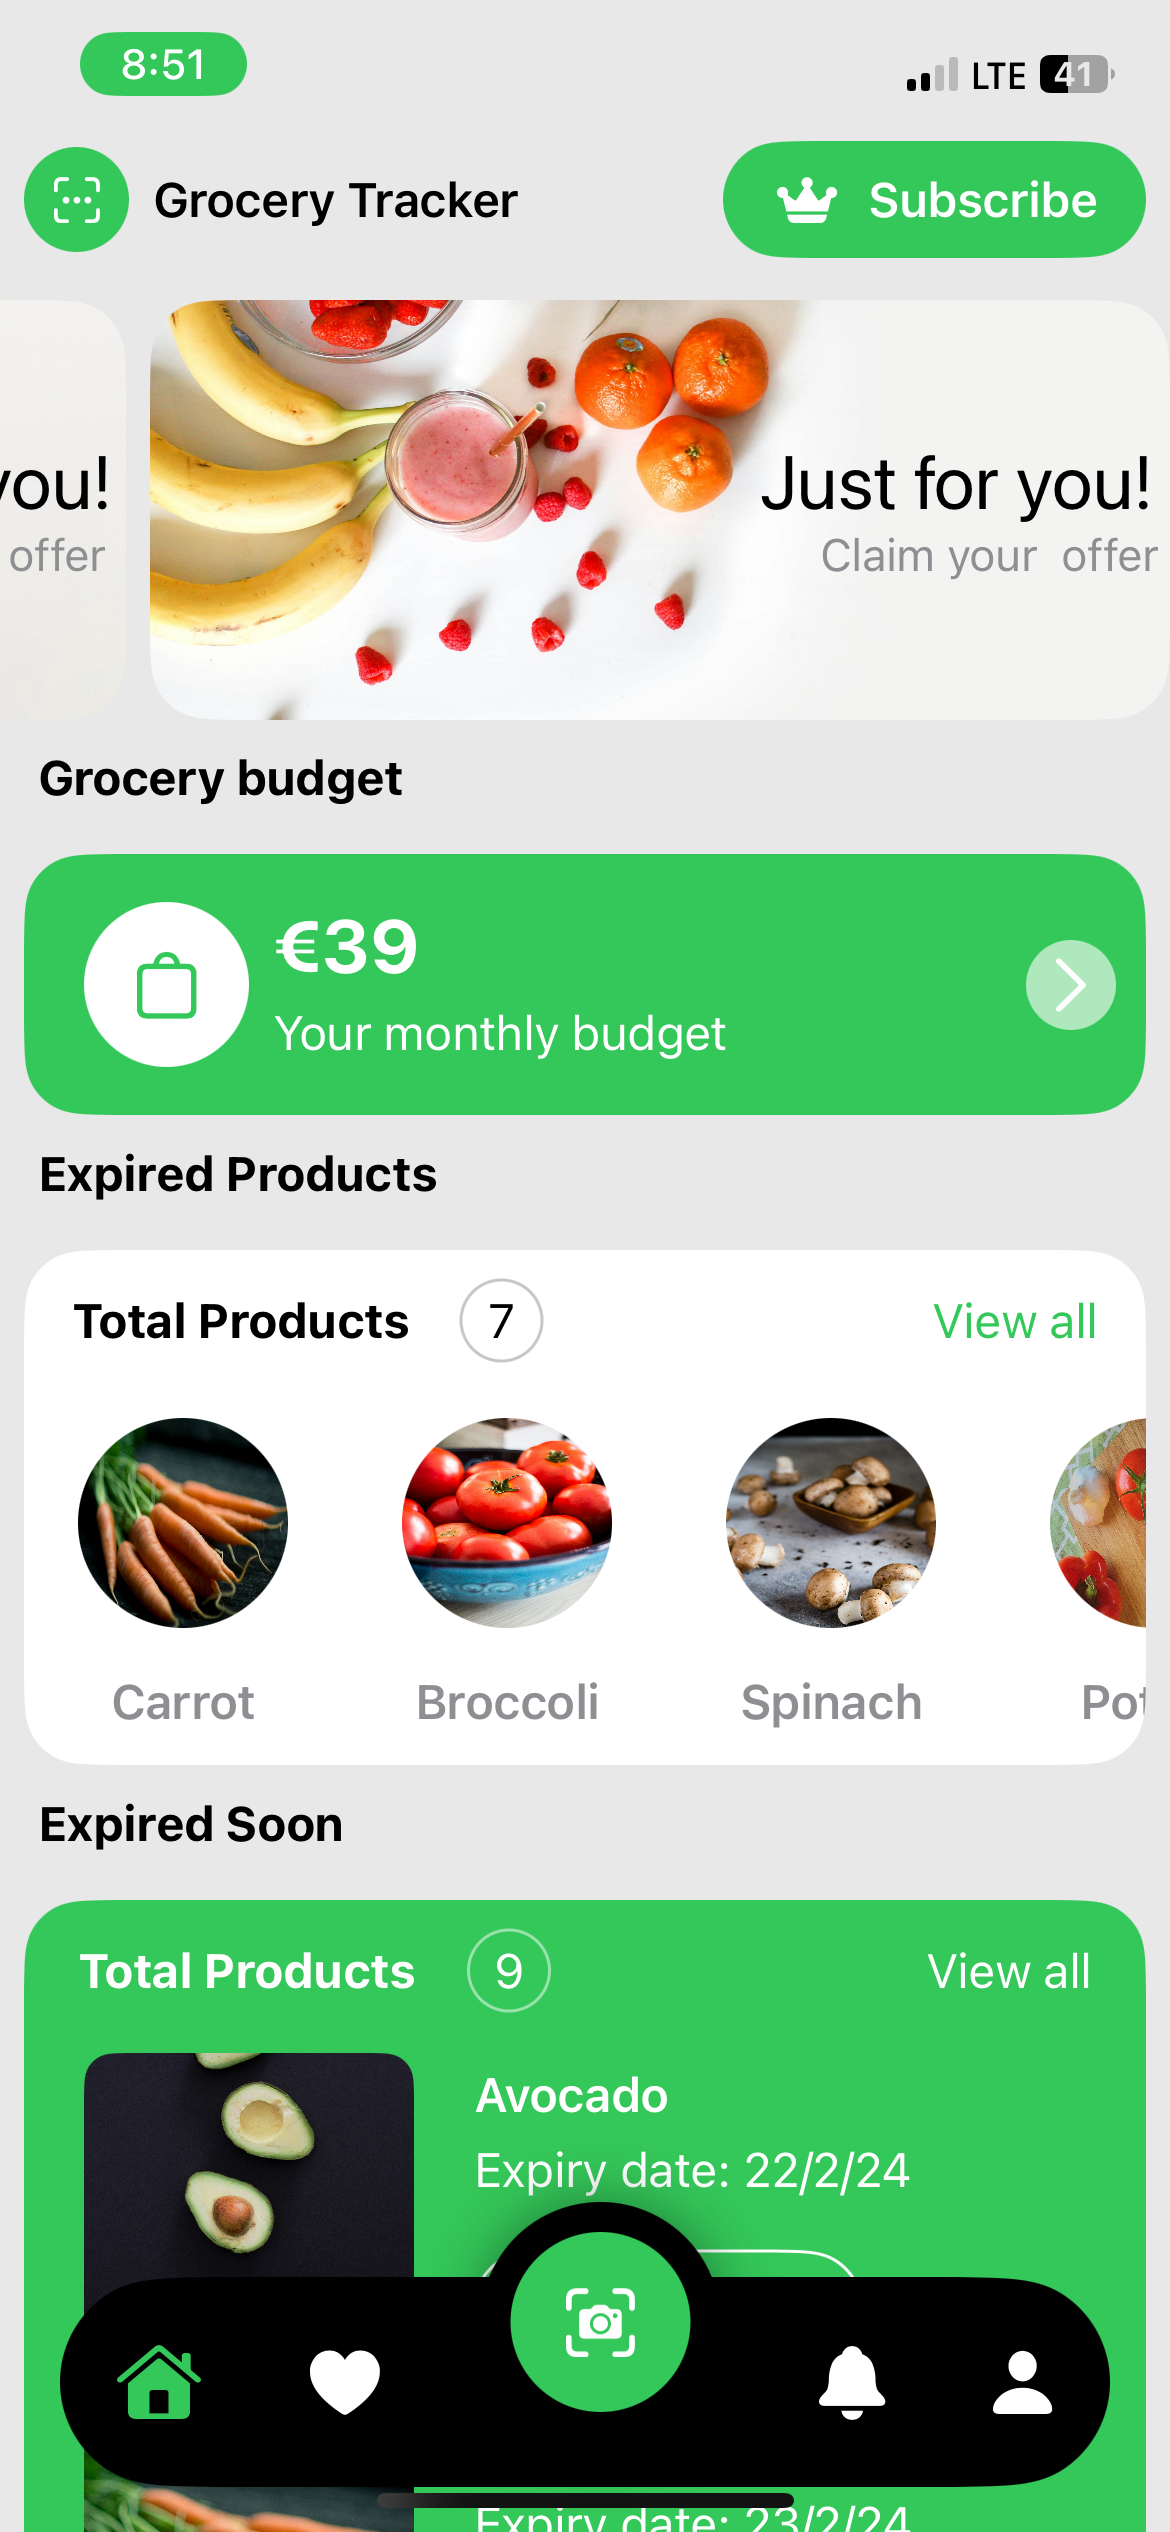 8:51
LTE 41
Grocery Tracker
Subscribe
you!
offer
Just for you!
Claim your offer
Grocery budget
€39
Your monthly budget
Expired Products
Total Products 7 View all
Carrot Broccoli Spinach Pot
Expired Soon
Total Products 9 View all
Avocado
Expiry date: 22/2/24
Expiry date: 23/2/24